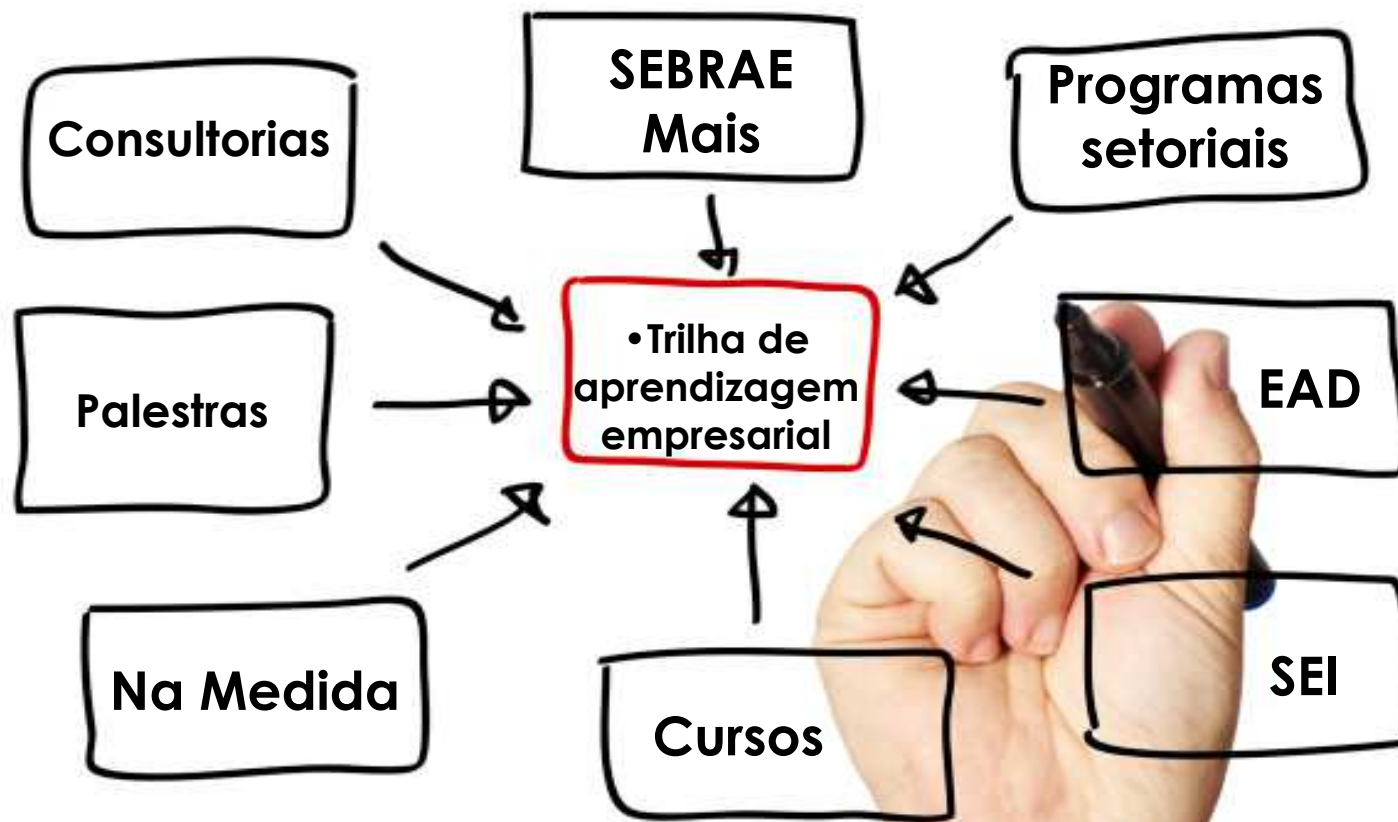 SEBRAE
Mais
Programas
setoriais
Consultorias
•Trilha de
aprendizagem
empresarial
EAD
Palestras
Na Medida
SEI
Cursos